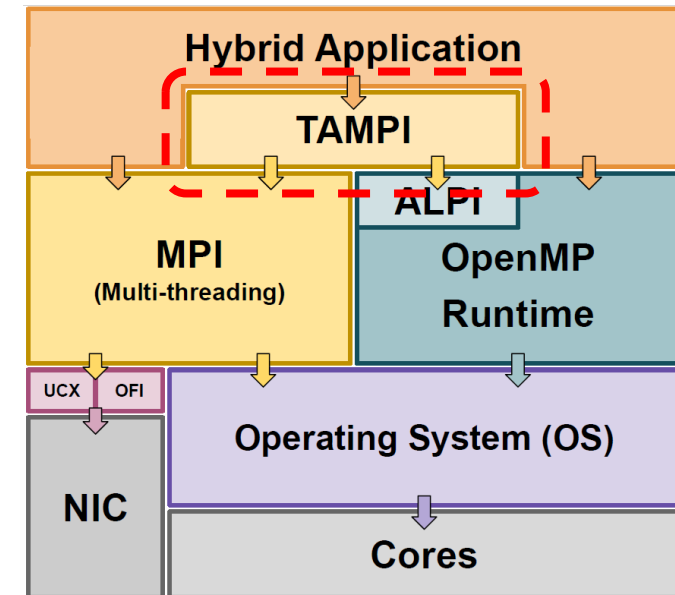 Hybrid Application
TAMPI
ALPI
MPI
(Multi-threading)
OpenMP
Runtime
UCX
OFI
Operating System (OS)
NIC
Cores